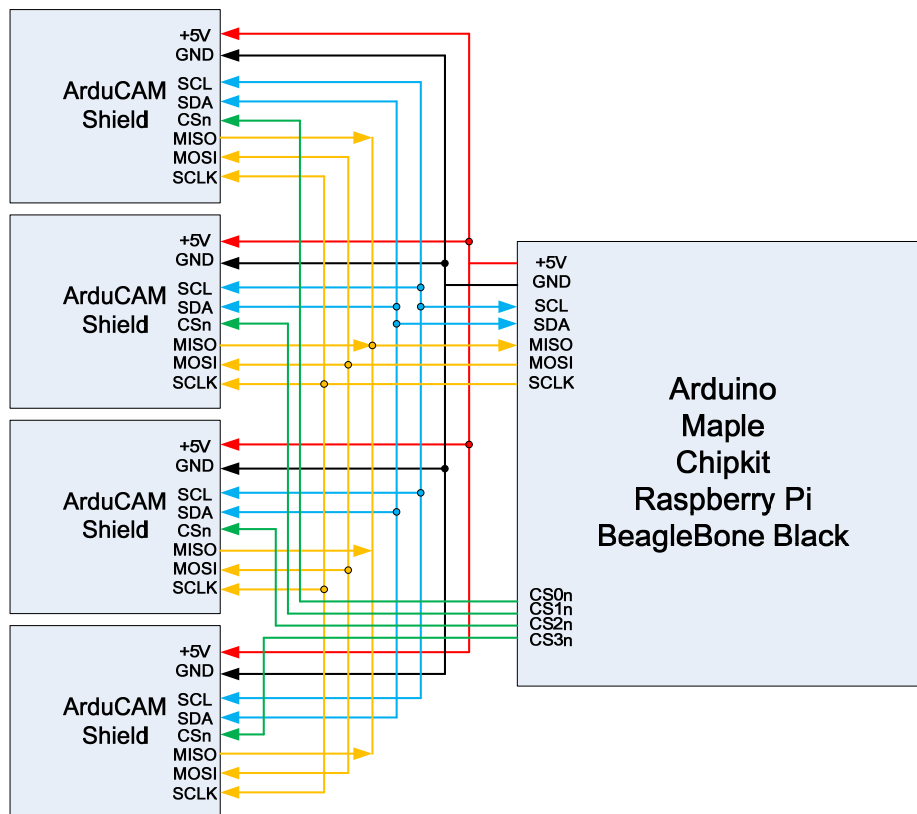 +5V
GND
SCL
ArduCAM
SDA
Shield
CSn
MISO
MOSI
SCLK
+5V
GND
SCL
ArduCAM
SDA
Shield
CSn
MISO
MOSI
SCLK
+5V
GND
SCL
ArduCAM
SDA
Shield
CSn
MISO
MOSI
SCLK
+5V
GND
SCL
ArduCAM
SDA
Shield
CSn
MISO
MOSI
SCLK
+5V
GND
SCL
SDA
MISO
MOSI
SCLK
Arduino
Maple
Chipkit
Raspberry Pi
BeagleBone Black
CS0n
CS1n
CS2n
CS3n